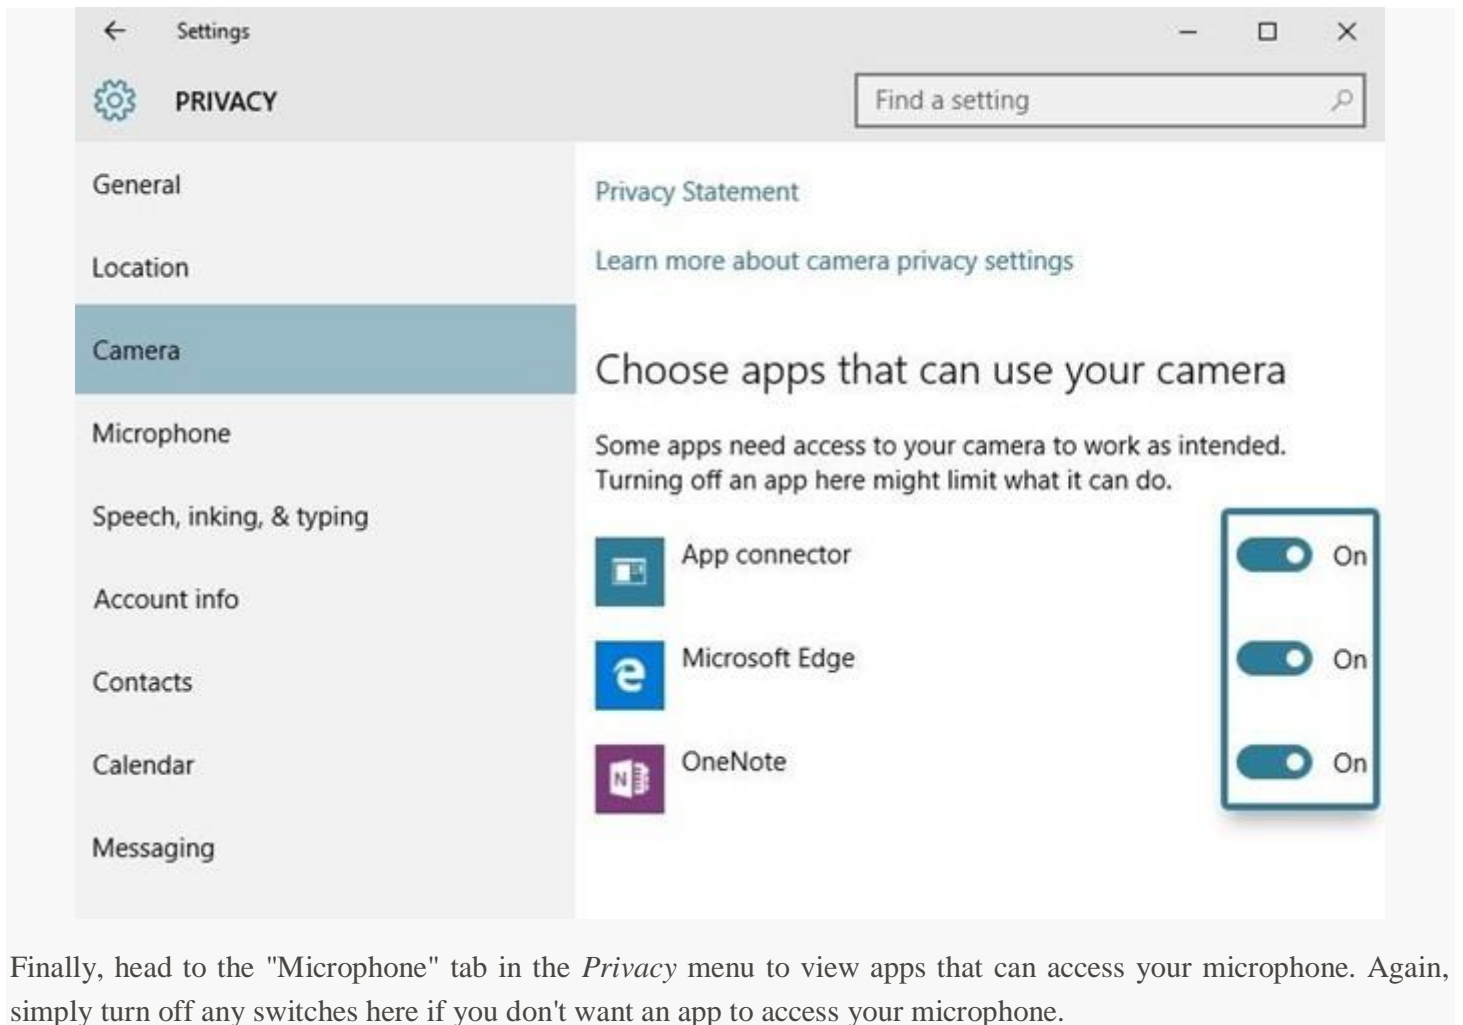 Settings
PRIVACY
Find a setting
General
Location
Camera
Microphone
Speech, inking, & typing
Account info
Contacts
Calendar
Messaging
Privacy Statement
Learn more about camera privacy settings
Choose apps that can use your camera
Some apps need access to your camera to work as intended.
Turning off an app here might limit what it can do.
App connector On
Microsoft Edge On
OneNote On
Finally, head to the "Microphone" tab in the Privacy menu to view apps that can access your microphone. Again,
simply turn off any switches here if you don't want an app to access your microphone.